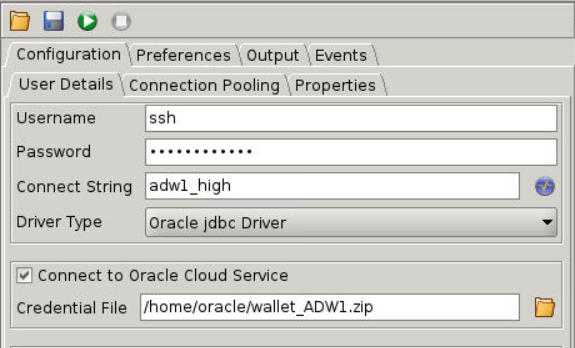 Configuration Preferences Output Events
User Details Connection Pooling Properties
Username ssh
Password ••••••••••••
Connect String adw1_high
Driver Type Oracle jdbc Driver
Connect to Oracle Cloud Service
Credential File /home/oracle/wallet_ADW1.zip